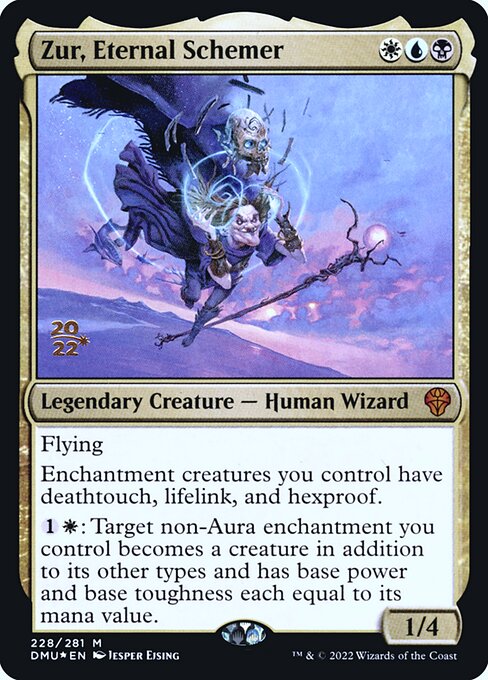 Zur, Eternal Schemer
20
22*
Legendary Creature — Human Wizard
Flying
Enchantment creatures you control have
deathtouch, lifelink, and hexproof.
1 : Target non-Aura enchantment you
control becomes a creature in addition
to its other types and has base power
and base toughness each equal to its
mana value.
1/4
228/281 M
DMU★EN Jesper Ejsing
™ & © 2022 Wizards of the Coast